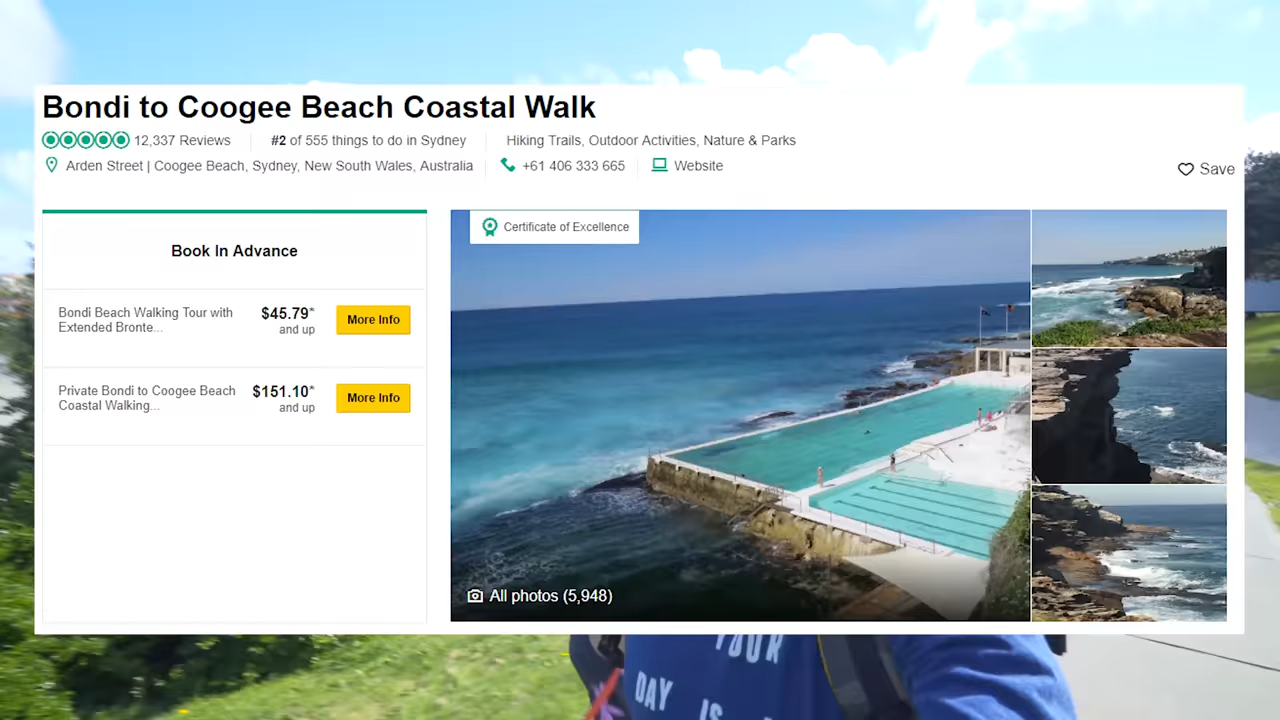 Bondi to Coogee Beach Coastal Walk
12,337 Reviews
#2 of 555 things to do in Sydney
Hiking Trails, Outdoor Activities, Nature & Parks
Arden Street | Coogee Beach, Sydney, New South Wales, Australia
+61 406 333 665
Website
Save
Book In Advance
Bondi Beach Walking Tour with
Extended Bronte...
$45.79*
and up
More Info
Private Bondi to Coogee Beach
Coastal Walking...
$151.10*
and up
More Info
Certificate of Excellence
All photos (5,948)
YOUR
DAY IS